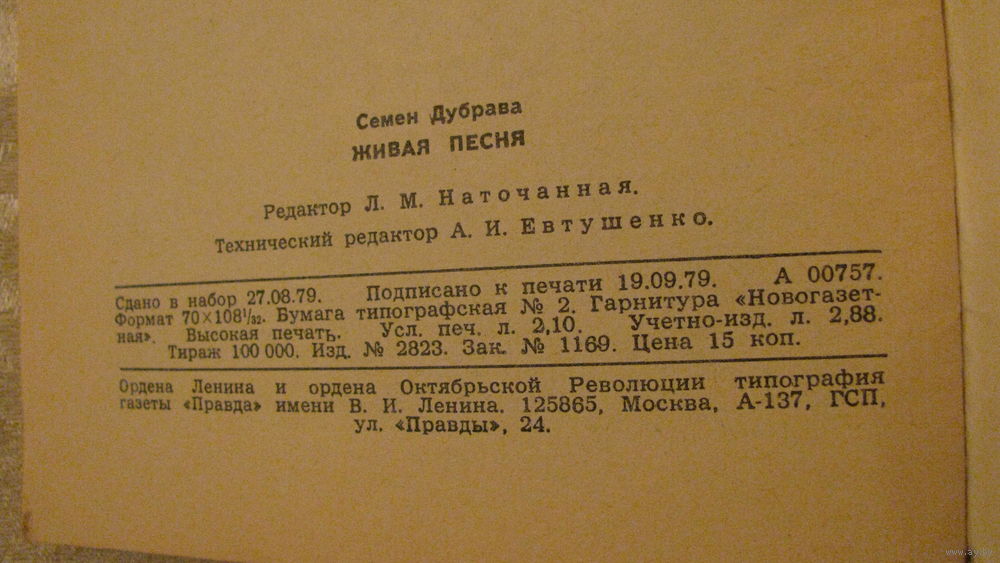 Семен Дубрава
ЖИВАЯ ПЕСНЯ
Редактор Л. М. Наточанная.
Технический редактор А. И. Евтушенко.
Сдано в набор 27.08.79. Подписано к печати 19.09.79. А 00757.
Формат 70×108¹/₃₂. Бумага типографская № 2. Гарнитура «Новогазет-
ная». Высокая печать. Усл. печ. л. 2,10. Учетно-изд. л. 2,88.
Тираж 100 000. Изд. № 2823. Зак. № 1169. Цена 15 коп.
Ордена Ленина и ордена Октябрьской Революции типография
газеты «Правда» имени В. И. Ленина. 125865, Москва, А-137, ГСП,
ул. «Правды», 24.
www.ay.by